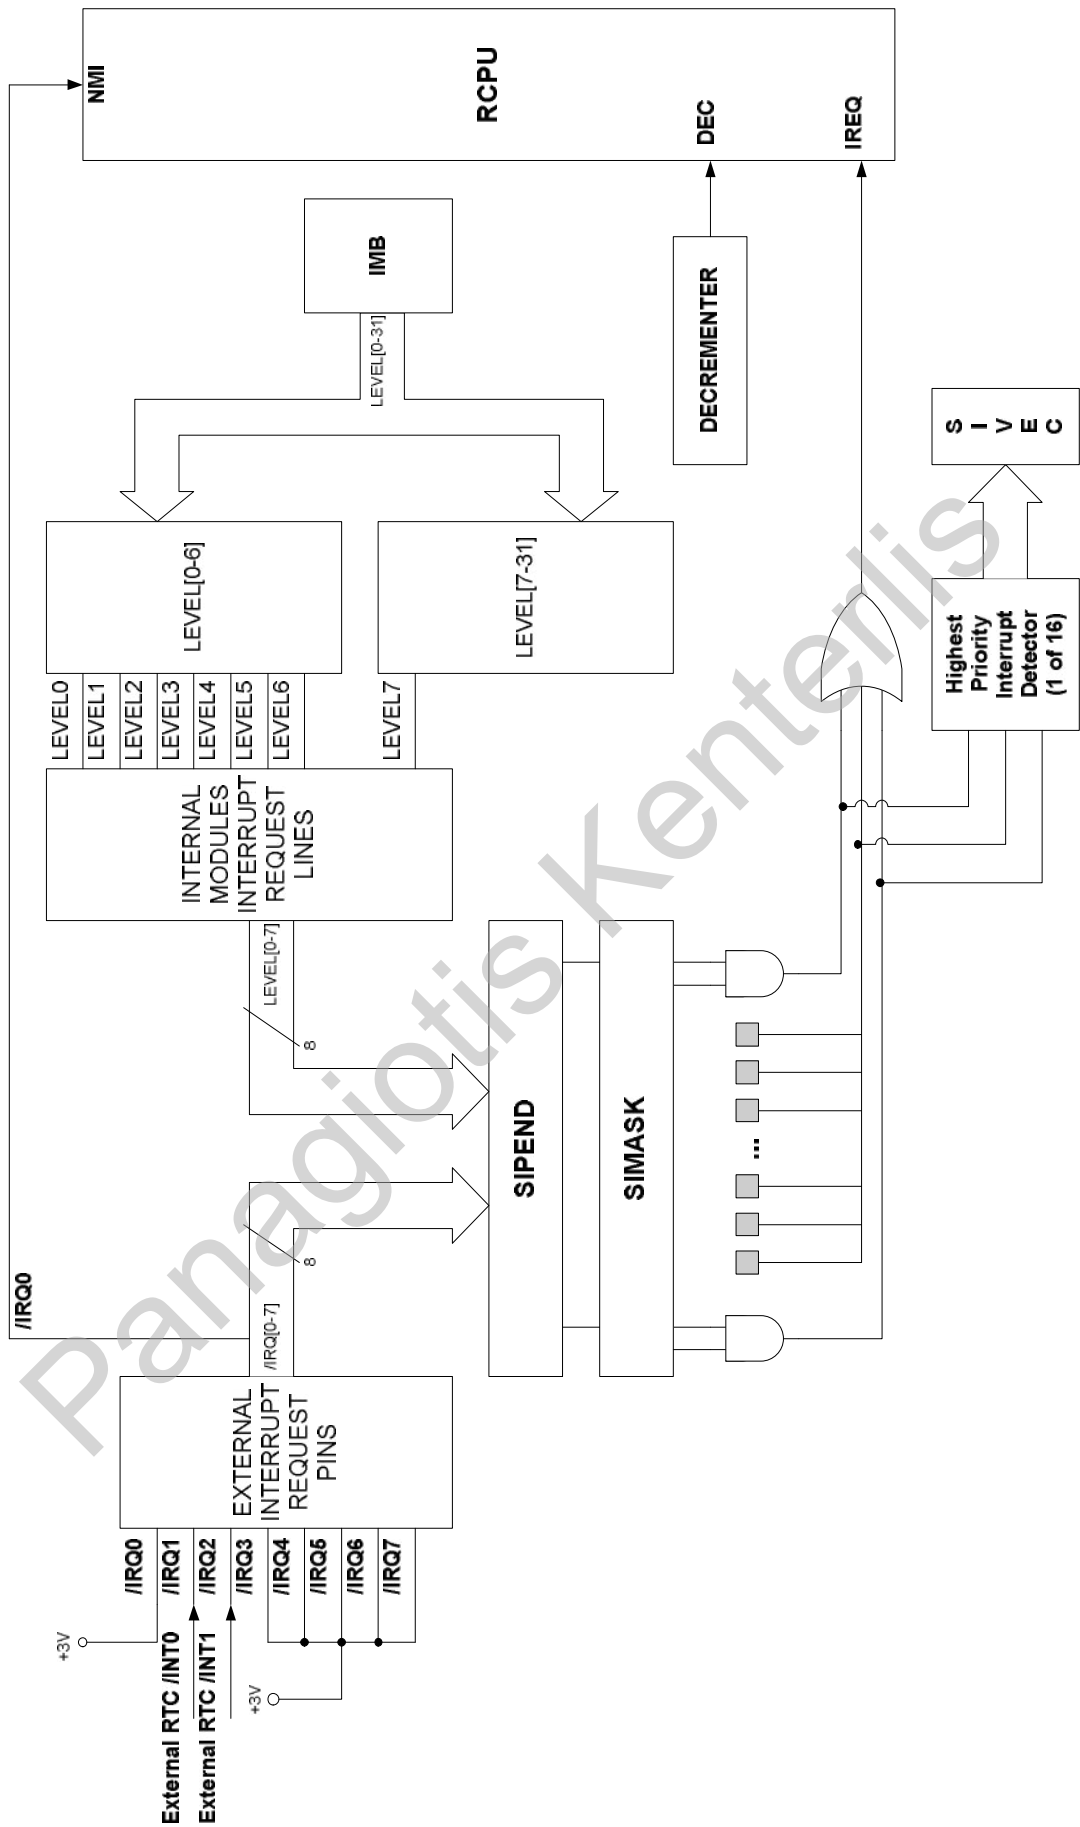 /IRQ0
NMI
RCPU
DEC
IREQ
IMB
LEVEL[0-31]
DECREMENTER
LEVEL[0-6]
LEVEL[7-31]
LEVEL0
LEVEL1
LEVEL2
LEVEL3
LEVEL4
LEVEL5
LEVEL6
LEVEL7
INTERNAL
MODULES
INTERRUPT
REQUEST
LINES
LEVEL[0-7]
8
/IRQ[0-7]
8
EXTERNAL
INTERRUPT
REQUEST
PINS
/IRQ0
/IRQ1
/IRQ2
/IRQ3
/IRQ4
/IRQ5
/IRQ6
/IRQ7
+3V
External RTC /INT0
External RTC /INT1
+3V
SIPEND
SIMASK
...
Highest
Priority
Interrupt
Detector
(1 of 16)
S
I
V
E
C
Panagiotis Kenterlis